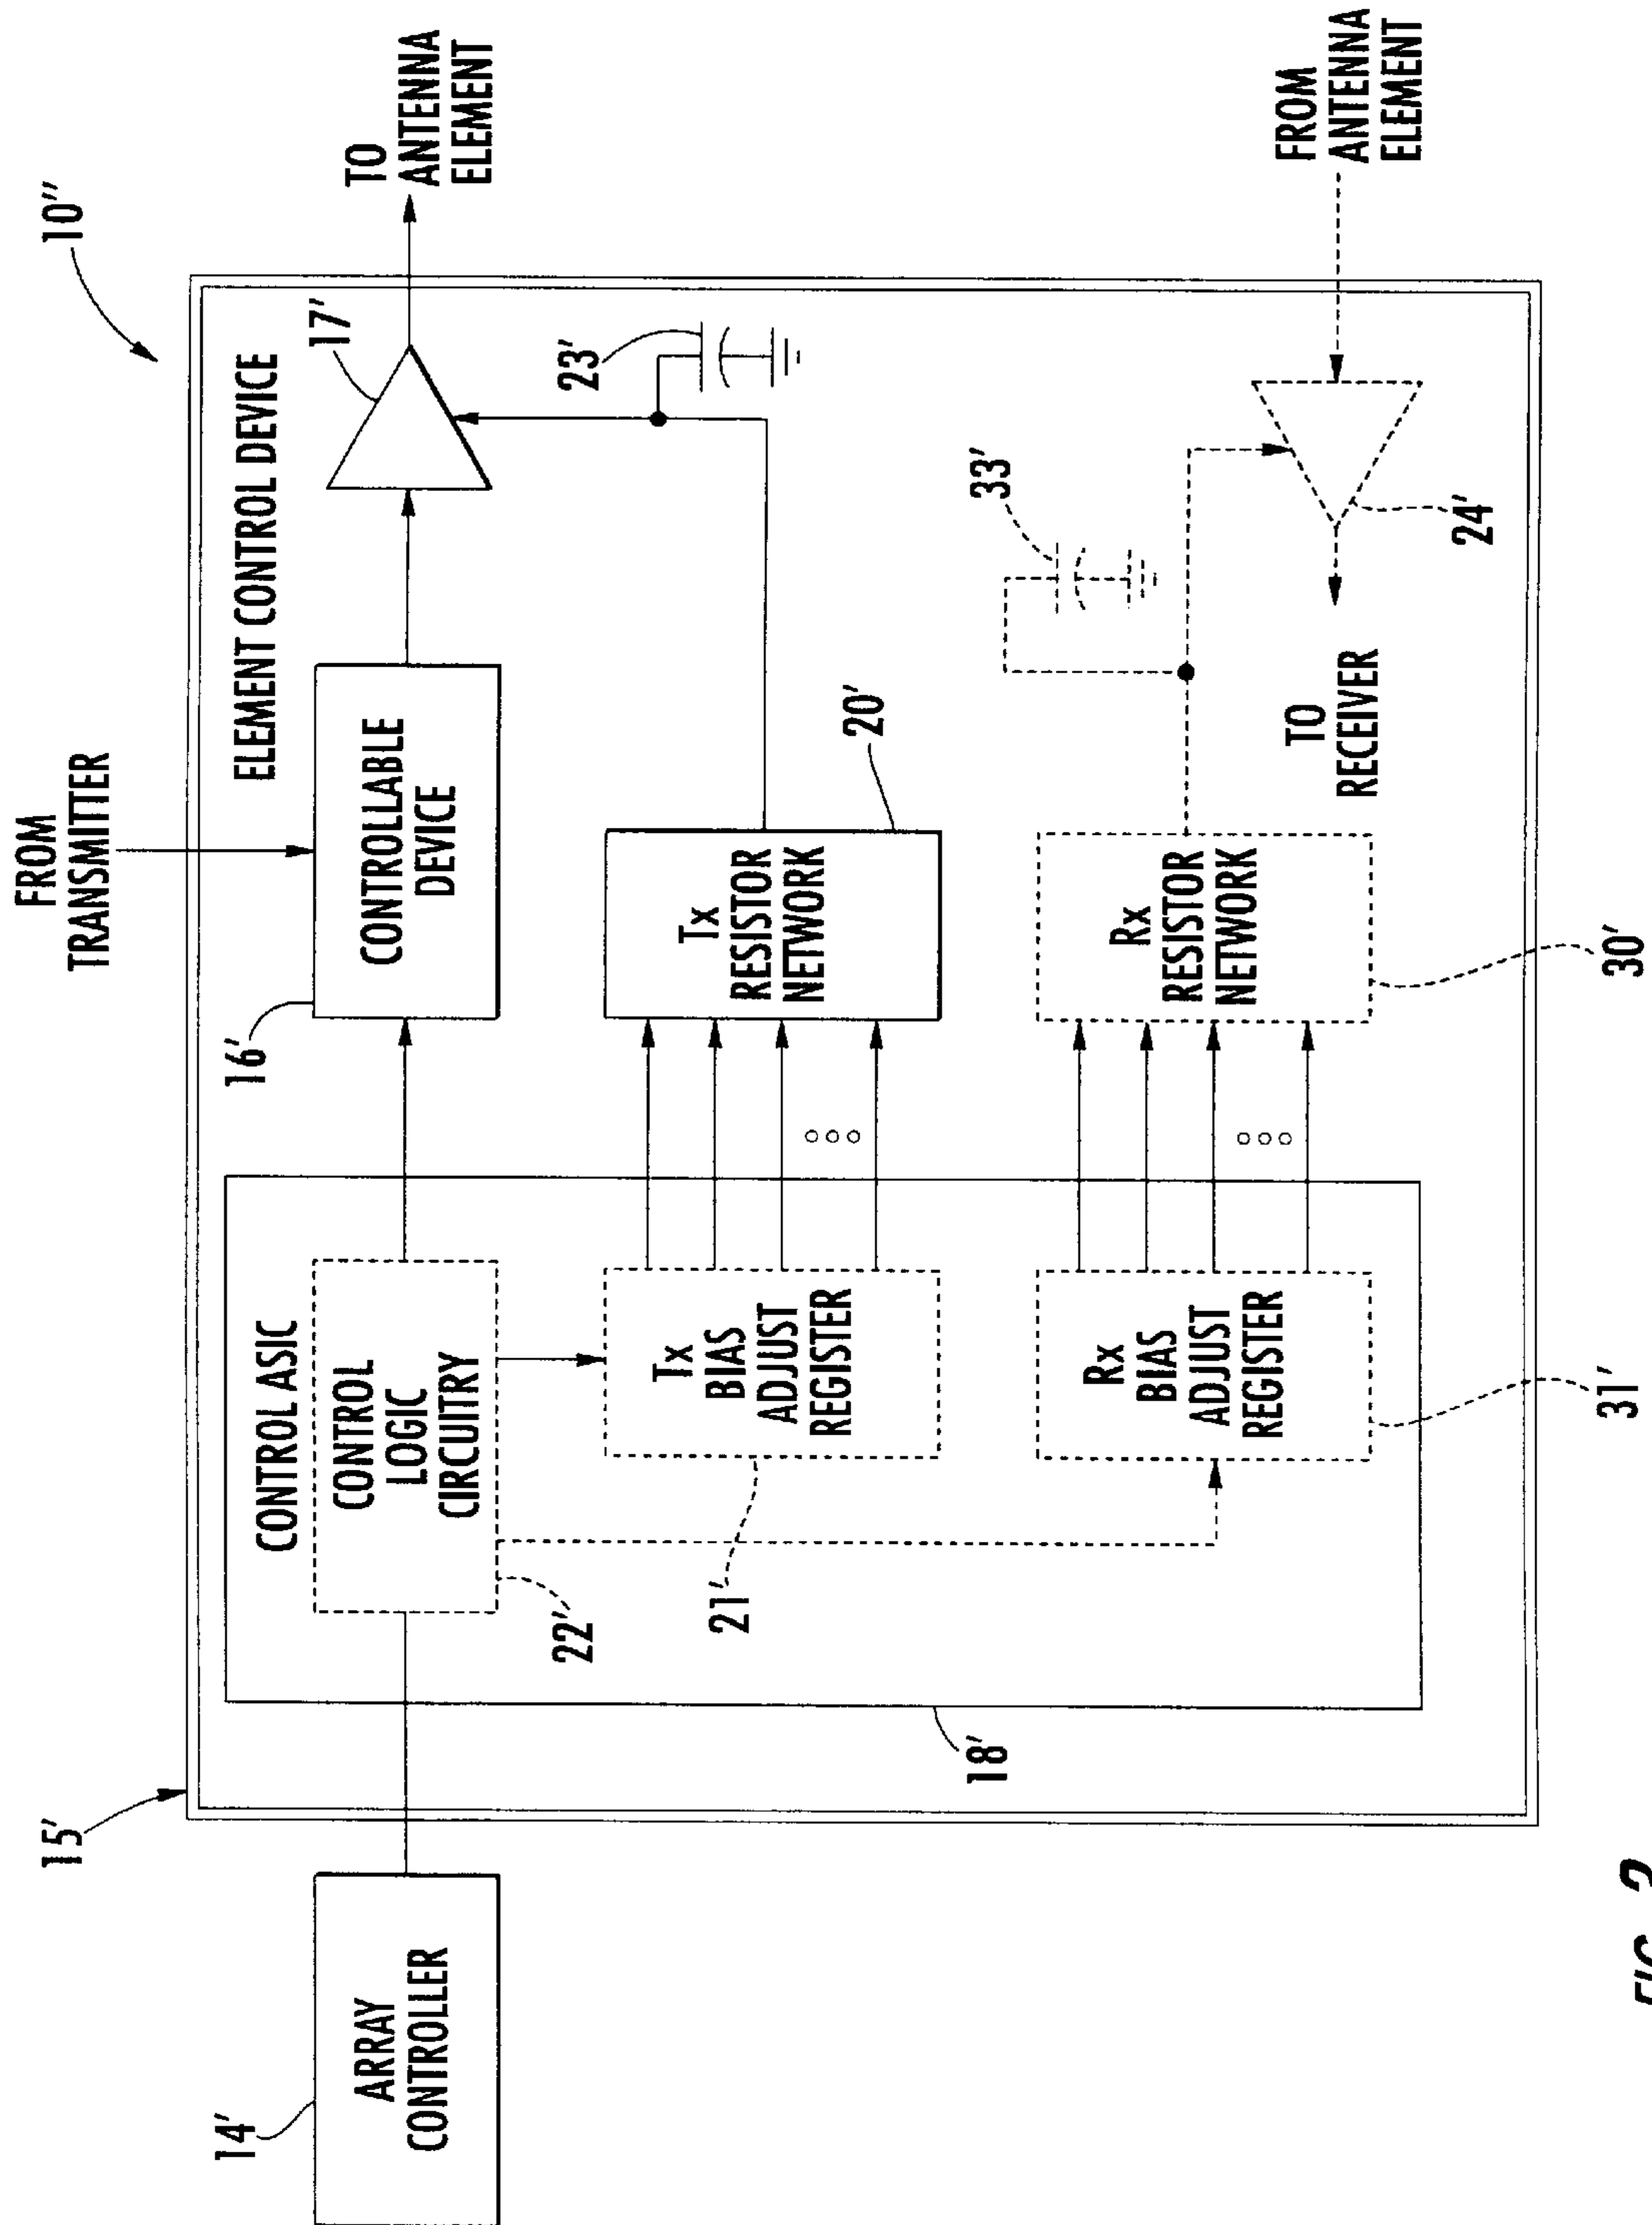 10''
15'
14'
ARRAY
CONTROLLER
FROM
TRANSMITTER
ELEMENT CONTROL DEVICE
CONTROL ASIC
CONTROL
LOGIC
CIRCUITRY
22'
16'
CONTROLLABLE
DEVICE
17'
TO
ANTENNA
ELEMENT
23'
Tx
BIAS
ADJUST
REGISTER
21'
Tx
RESISTOR
NETWORK
20'
18'
Rx
BIAS
ADJUST
REGISTER
31'
Rx
RESISTOR
NETWORK
30'
33'
24'
TO
RECEIVER
FROM
ANTENNA
ELEMENT